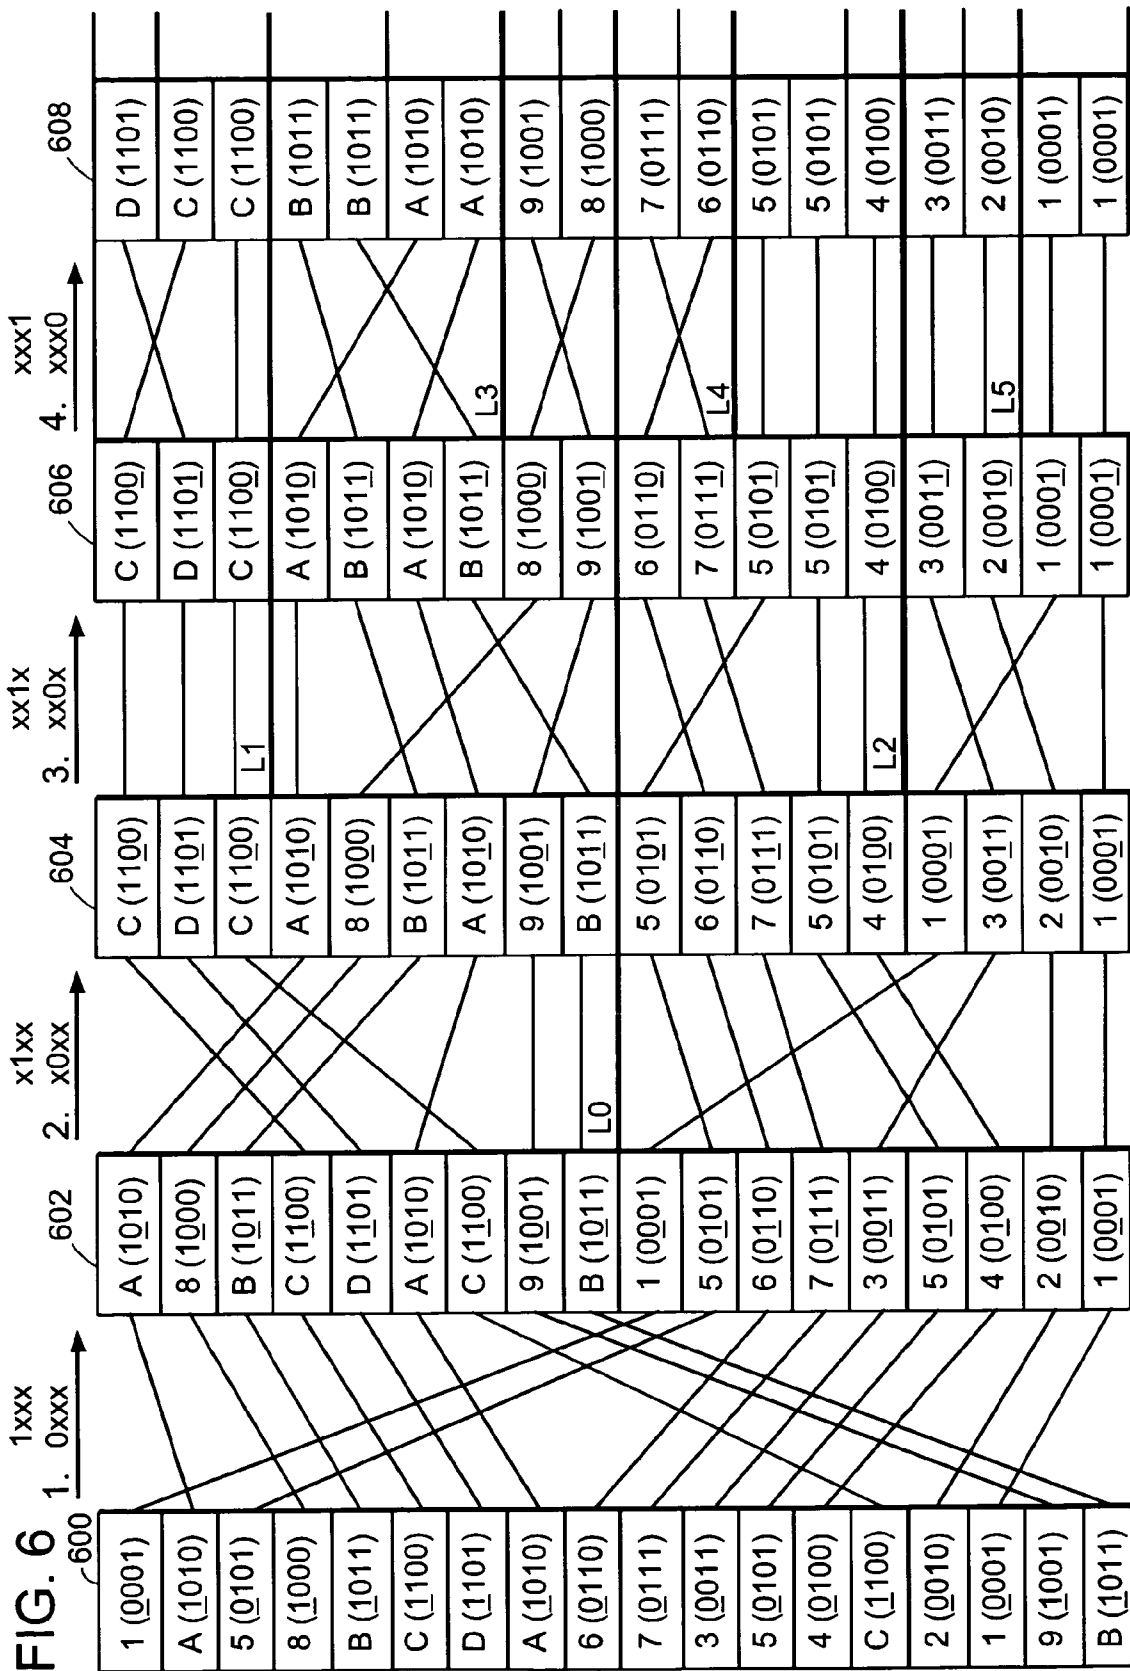 FIG. 6
600
1 (0001)
A (1010)
5 (0101)
8 (1000)
B (1011)
C (1100)
D (1101)
A (1010)
6 (0110)
7 (0111)
3 (0011)
5 (0101)
4 (0100)
C (1100)
2 (0010)
1 (0001)
9 (1001)
B (1011)
1xxx
1. 0xxx
602
A (1010)
8 (1000)
B (1011)
C (1100)
D (1101)
A (1010)
C (1100)
9 (1001)
B (1011)
1 (0001)
5 (0101)
6 (0110)
7 (0111)
3 (0011)
5 (0101)
4 (0100)
2 (0010)
1 (0001)
x1xx
2. x0xx
L0
604
C (1100)
D (1101)
C (1100)
A (1010)
8 (1000)
B (1011)
A (1010)
9 (1001)
B (1011)
5 (0101)
6 (0110)
7 (0111)
5 (0101)
4 (0100)
1 (0001)
3 (0011)
2 (0010)
1 (0001)
xx1x
3. xx0x
L1
L2
606
C (1100)
D (1101)
C (1100)
A (1010)
B (1011)
A (1010)
B (1011)
8 (1000)
9 (1001)
6 (0110)
7 (0111)
5 (0101)
5 (0101)
4 (0100)
3 (0011)
2 (0010)
1 (0001)
1 (0001)
xxx1
4. xxx0
L3
L4
L5
608
D (1101)
C (1100)
C (1100)
B (1011)
B (1011)
A (1010)
A (1010)
9 (1001)
8 (1000)
7 (0111)
6 (0110)
5 (0101)
5 (0101)
4 (0100)
3 (0011)
2 (0010)
1 (0001)
1 (0001)